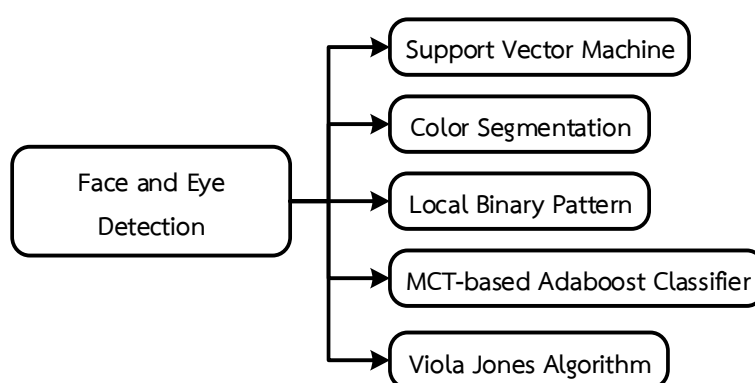 Support Vector Machine
Color Segmentation
Face and Eye
Detection
Local Binary Pattern
MCT-based Adaboost Classifier
Viola Jones Algorithm